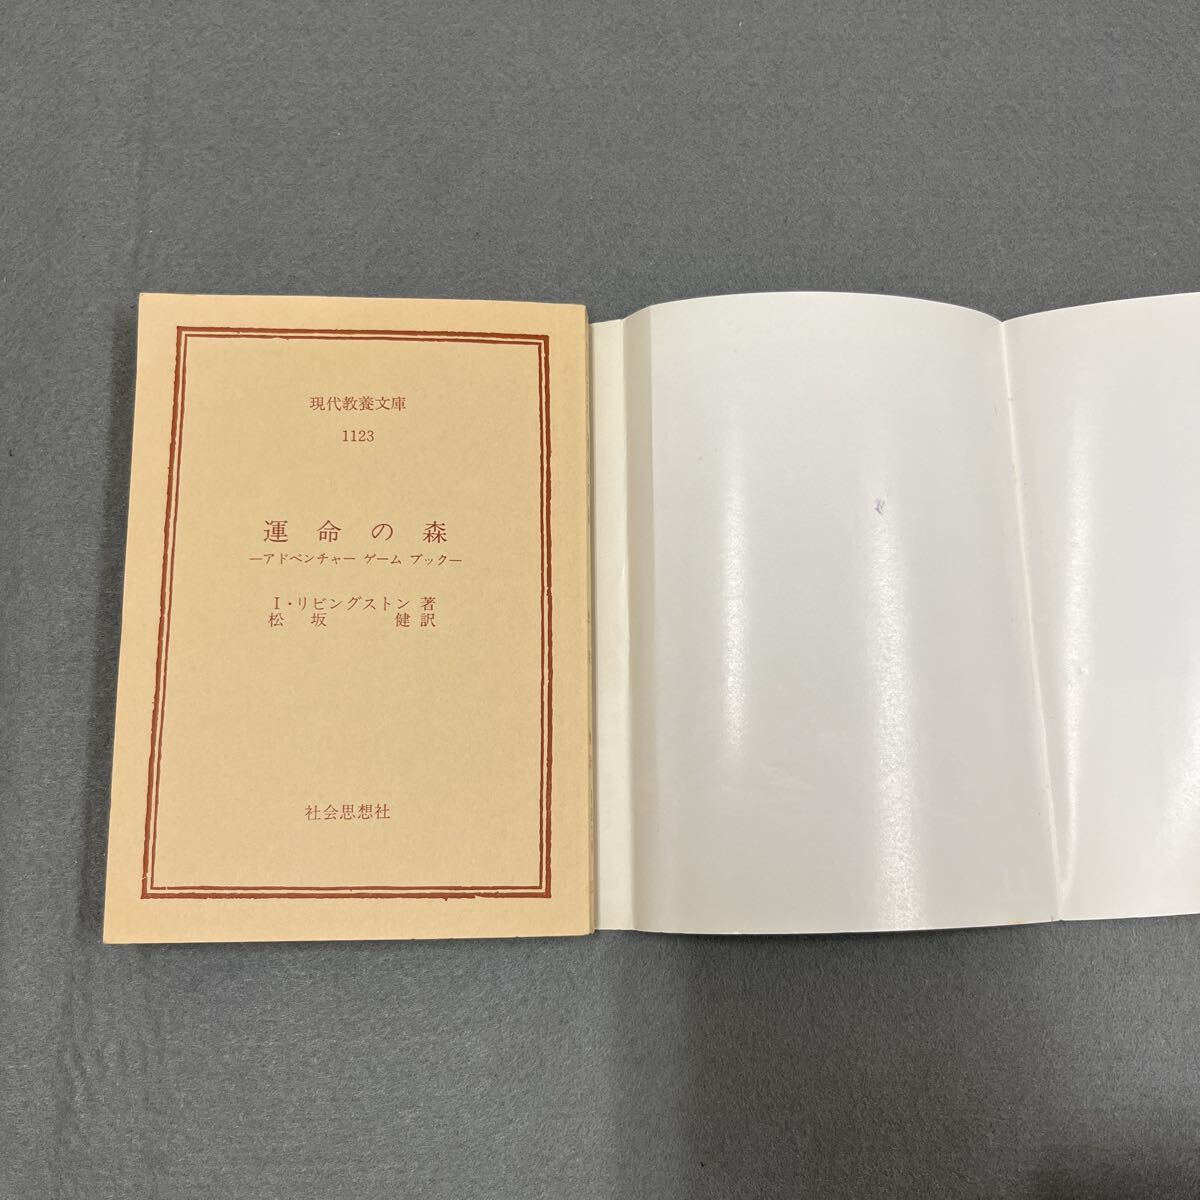 現代教養文庫
1123
運命の森
―アドベンチャー ゲーム ブック―
I・リビングストン 著
松坂 健 訳
社会思想社